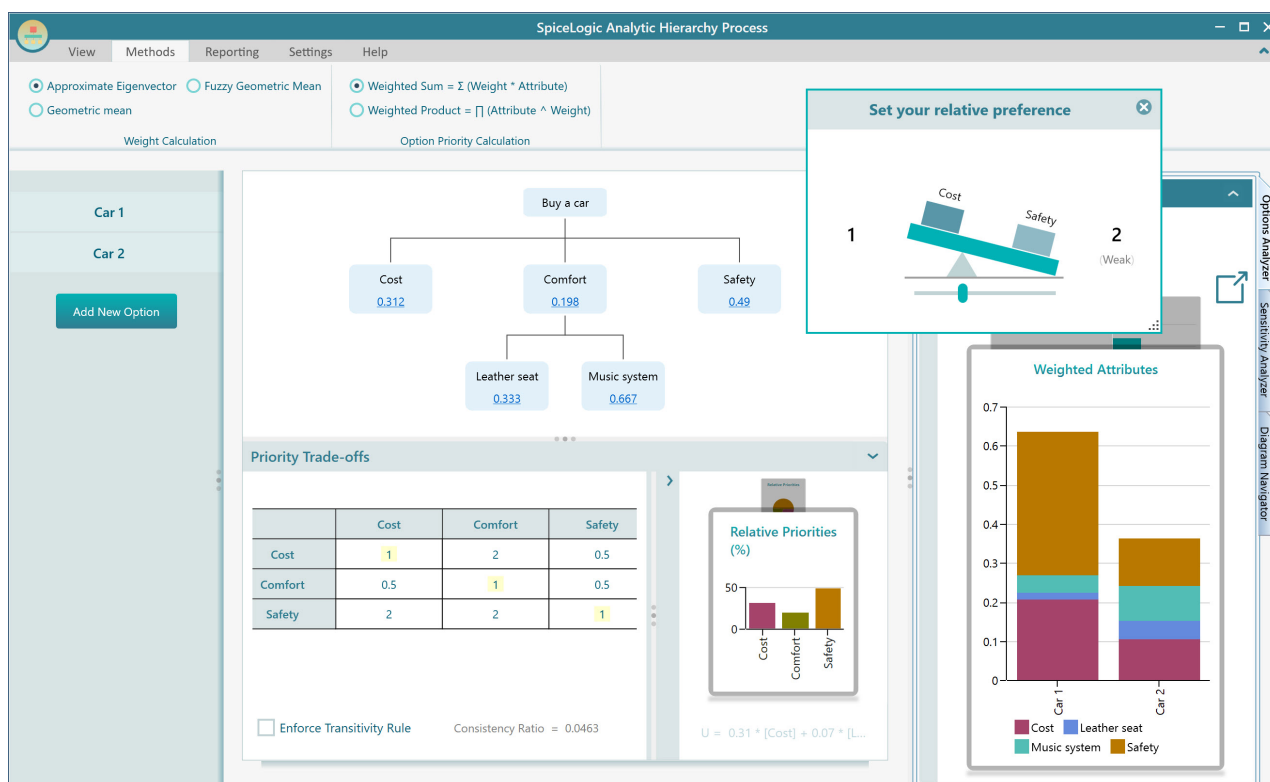 SpiceLogic Analytic Hierarchy Process
View Methods Reporting Settings Help
Approximate Eigenvector Fuzzy Geometric Mean
Geometric mean
Weight Calculation
Weighted Sum = Σ (Weight * Attribute)
Weighted Product = ∏ (Attribute ^ Weight)
Option Priority Calculation
Set your relative preference
Cost
Safety
1
2
(Weak)
Car 1
Car 2
Add New Option
Buy a car
Cost
0.312
Comfort
0.198
Safety
0.49
Leather seat
0.333
Music system
0.667
Priority Trade-offs
Cost Comfort Safety
Cost 1 2 0.5
Comfort 0.5 1 0.5
Safety 2 2 1
Enforce Transitivity Rule
Consistency Ratio = 0.0463
Relative Priorities
Relative Priorities
(%)
50
0
Cost
Comfort
Safety
U = 0.31 * [Cost] + 0.07 * [L...
Weighted Attributes
0.7
0.6
0.5
0.4
0.3
0.2
0.1
0
Car 1
Car 2
Cost Leather seat
Music system Safety
Options Analyzer
Sensitivity Analyzer
Diagram Navigator